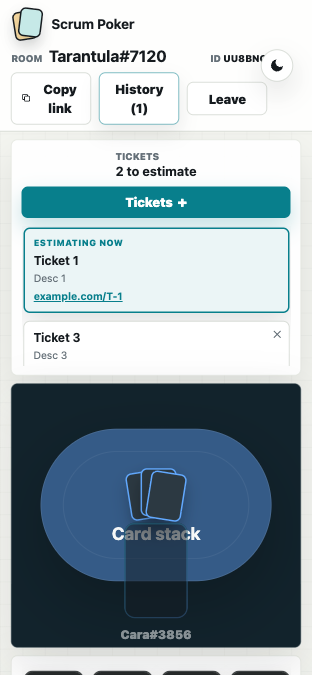 Scrum Poker
ROOM Tarantula#7120 ID
Copy link
History (1)
Leave
TICKETS
2 to estimate
Tickets +
ESTIMATING NOW
Ticket 1
Desc 1
example.com/T-1
Ticket 3
Desc 3
Card stack
Cara#3856